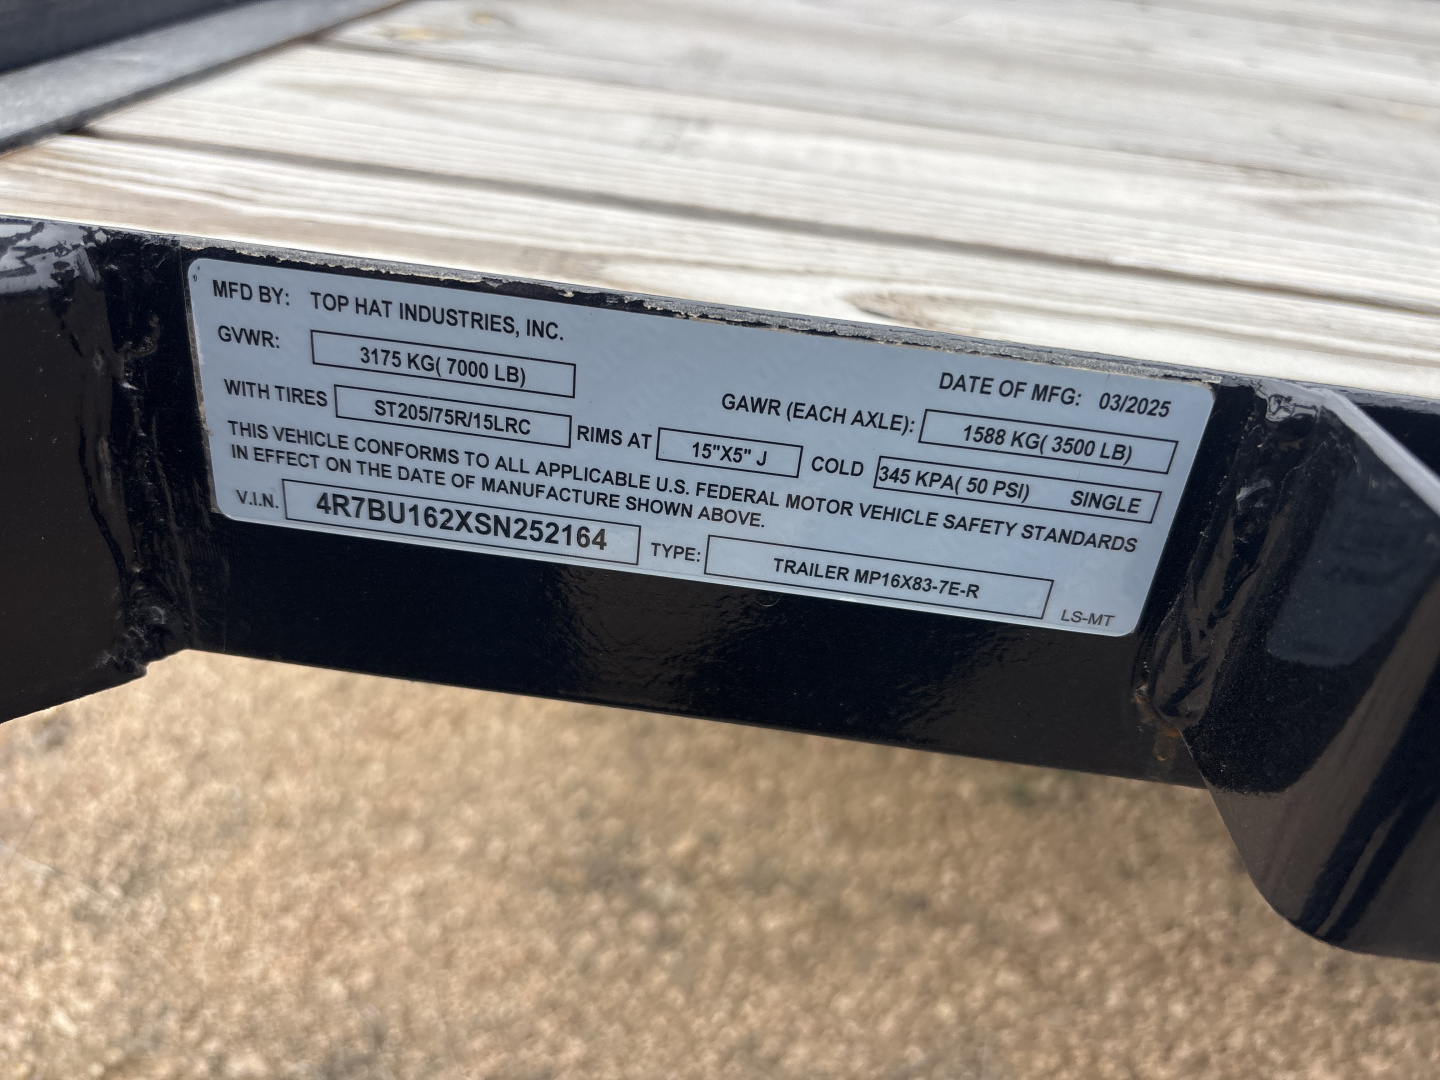 MFD BY: TOP HAT INDUSTRIES, INC.
DATE OF MFG: 03/2025
GVWR: 3175 KG( 7000 LB)
GAWR (EACH AXLE): 1588 KG( 3500 LB)
WITH TIRES ST205/75R/15LRC RIMS AT 15"X5" J COLD 345 KPA( 50 PSI) SINGLE
THIS VEHICLE CONFORMS TO ALL APPLICABLE U.S. FEDERAL MOTOR VEHICLE SAFETY STANDARDS
IN EFFECT ON THE DATE OF MANUFACTURE SHOWN ABOVE.
V.I.N. 4R7BU162XSN252164 TYPE: TRAILER MP16X83-7E-R
LS-MT